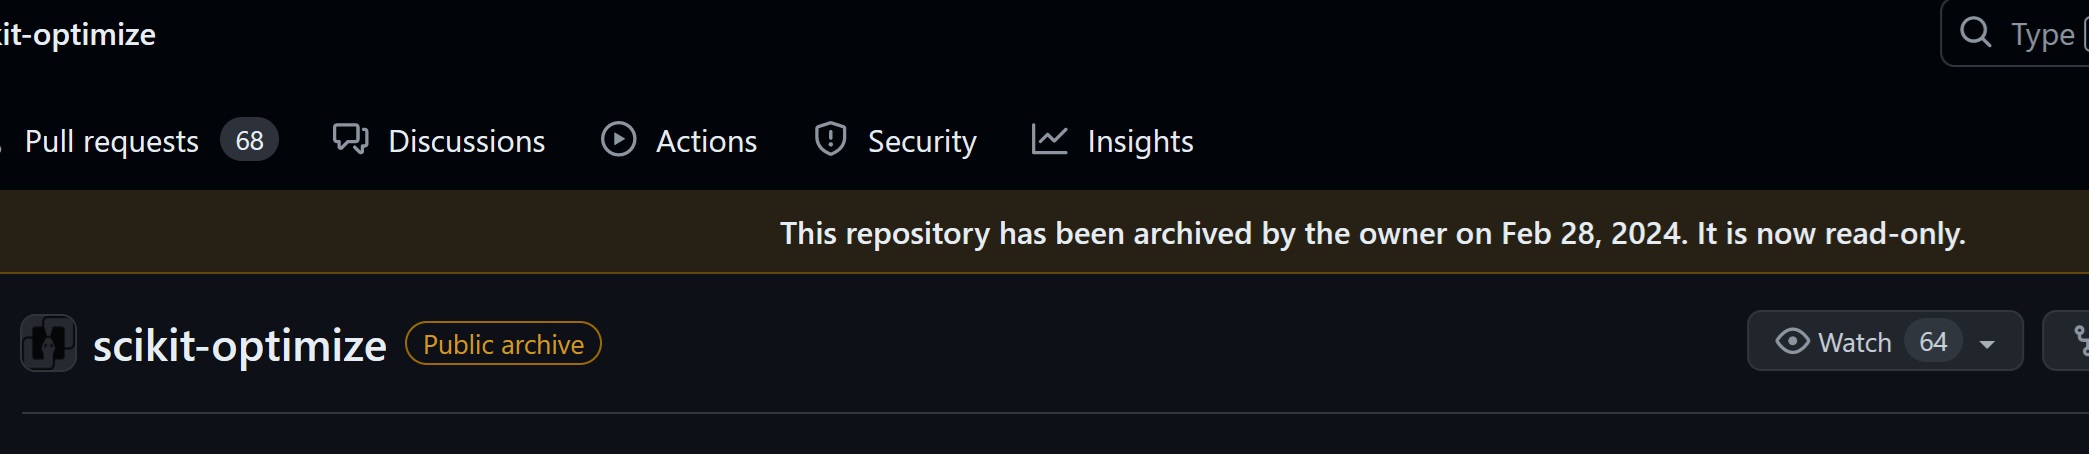 it-optimize
Type
Pull requests 68 Discussions Actions Security Insights
This repository has been archived by the owner on Feb 28, 2024. It is now read-only.
scikit-optimize Public archive Watch 64